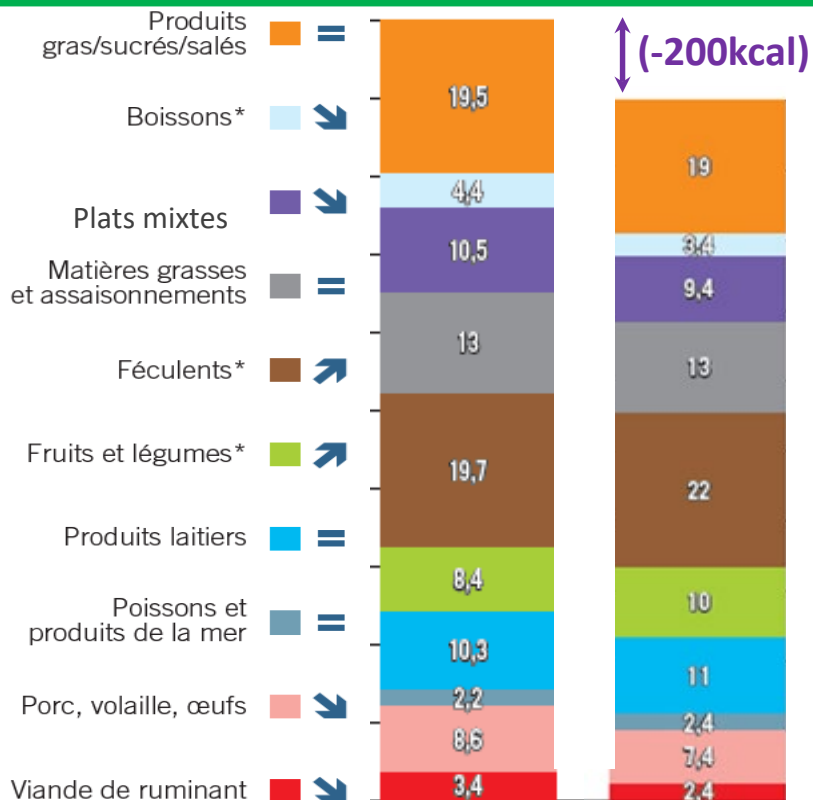 Produits
gras/sucrés/salés =
Boissons*
Plats mixtes
Matières grasses
et assaisonnements =
Féculents*
Fruits et légumes*
Produits laitiers =
Poissons et
produits de la mer =
Porc, volaille, œufs
Viande de ruminant
19,5
4,4
10,5
13
19,7
8,4
10,3
2,2
8,6
3,4
(-200kcal)
19
3,4
9,4
13
22
10
11
2,4
7,4
2,4